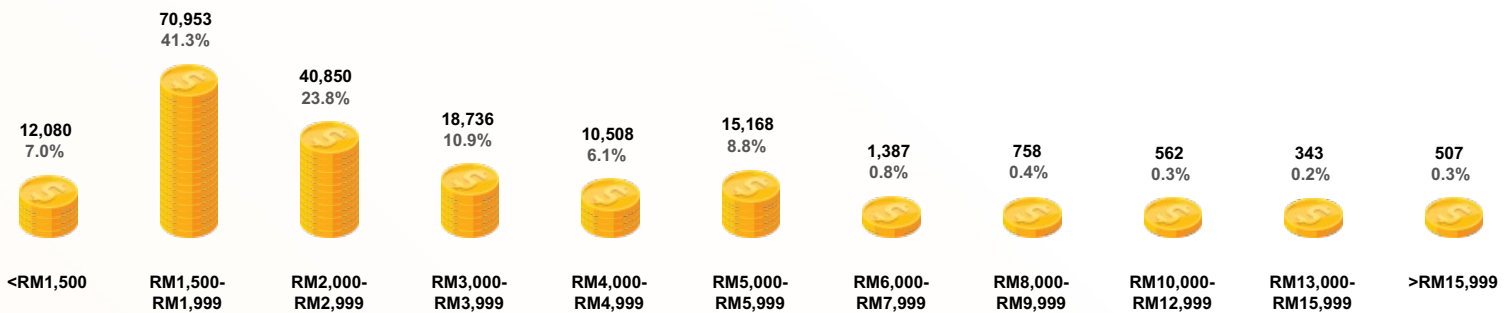 70,953
41.3%
40,850
23.8%
12,080
7.0%
18,736
10.9%
10,508
6.1%
15,168
8.8%
1,387
0.8%
758
0.4%
562
0.3%
343
0.2%
507
0.3%
<RM1,500
RM1,500-
RM1,999
RM2,000-
RM2,999
RM3,000-
RM3,999
RM4,000-
RM4,999
RM5,000-
RM5,999
RM6,000-
RM7,999
RM8,000-
RM9,999
RM10,000-
RM12,999
RM13,000-
RM15,999
>RM15,999